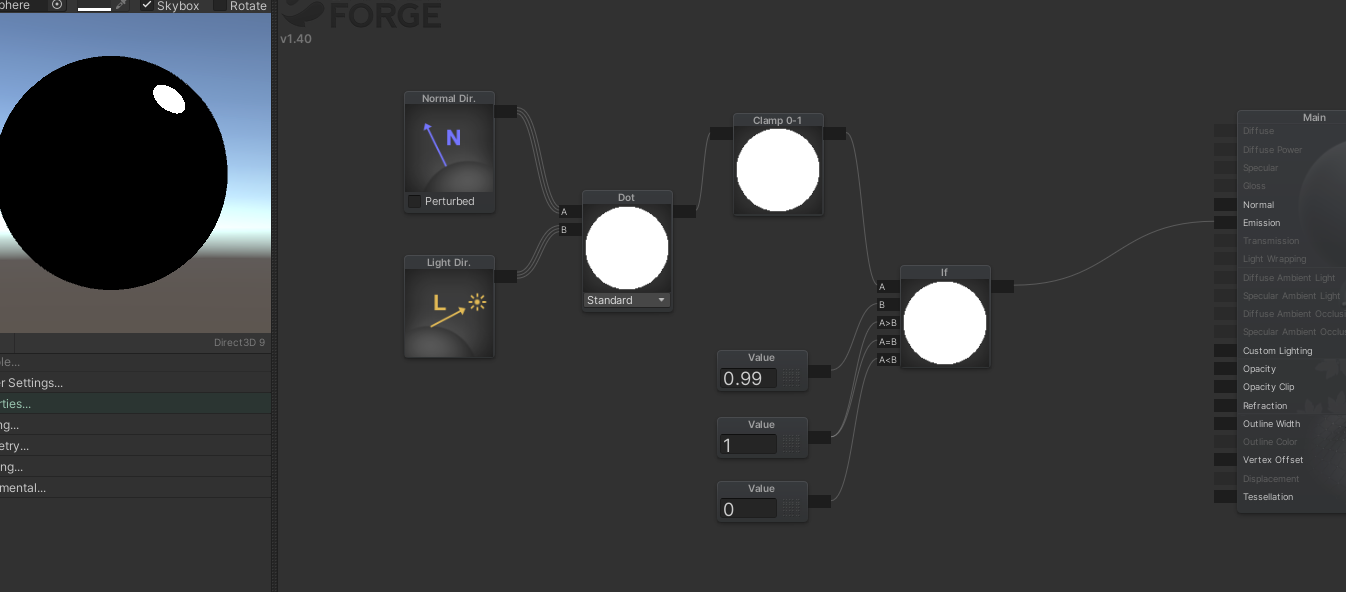 phere
Skybox
Rotate
FORGE
v1.40
Direct3D 9
ole...
r Settings...
rties...
ng...
etry...
ng...
mental...
Normal Dir.
N
Perturbed
Light Dir.
L
Dot
A
B
Standard
Clamp 0-1
If
A
B
A>B
A=B
A<B
Value
0.99
Value
1
Value
0
Main
Diffuse
Diffuse Power
Specular
Gloss
Normal
Emission
Transmission
Light Wrapping
Diffuse Ambient Light
Specular Ambient Light
Diffuse Ambient Occlusi
Specular Ambient Occlus
Custom Lighting
Opacity
Opacity Clip
Refraction
Outline Width
Outline Color
Vertex Offset
Displacement
Tessellation